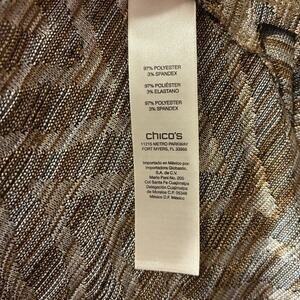 97% POLYESTER
3% SPANDEX
97% POLIÉSTER
3% ELASTANO
97% POLYESTER
3% SPANDEX
chico's
11215 METRO PARKWAY
FORT MYERS, FL 33966
Importado en México por:
Importadora Globastic,
S.A. de C.V.
Mario Pani No. 200
Col Santa Fe Cuajimalpa
Delegación Cuajimalpa
de Morelos C.P. 05348
México D.F.